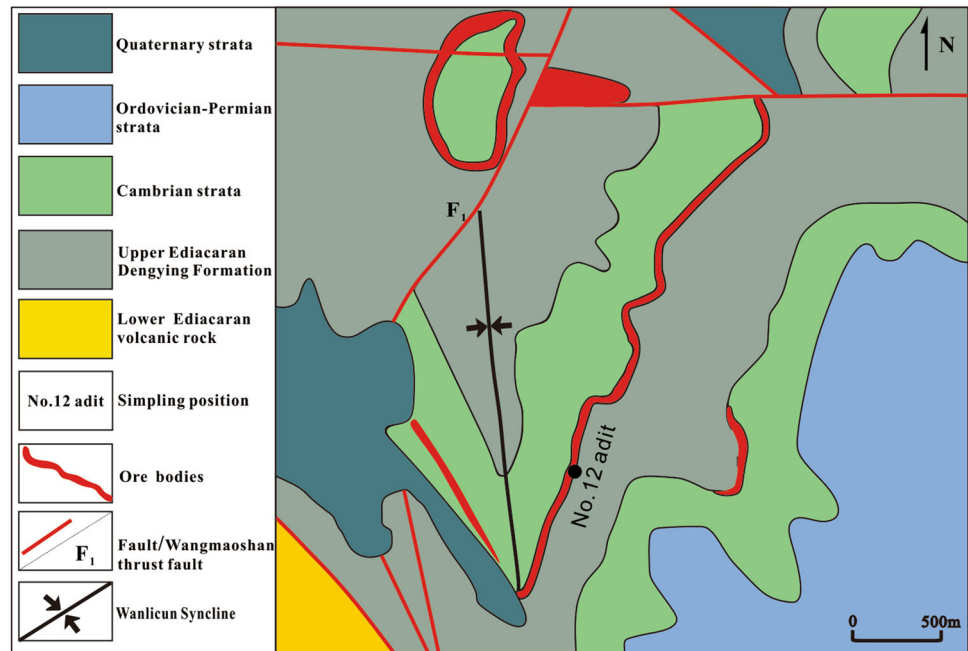 Quaternary strata
Ordovician-Permian
strata
Cambrian strata
Upper Ediacaran
Dengying Formation
Lower Ediacaran
volcanic rock
No.12 adit
Simpling position
Ore bodies
F1
Fault/Wangmaoshan
thrust fault
Wanlicun Syncline
N
F1
No.12 adit
0 500m